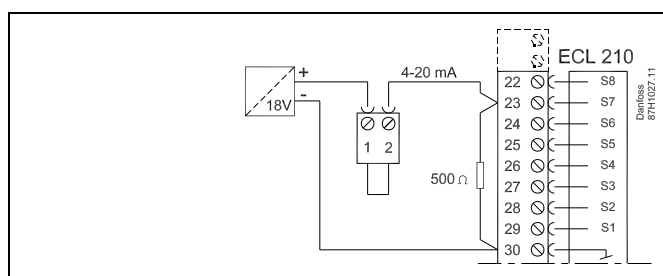 ECL 210
+
4-20 mA
-
18V
1 2
500 Ω
22 S8
23 S7
24 S6
25 S5
26 S4
27 S3
28 S2
29 S1
30
Danfoss
87H1027.11